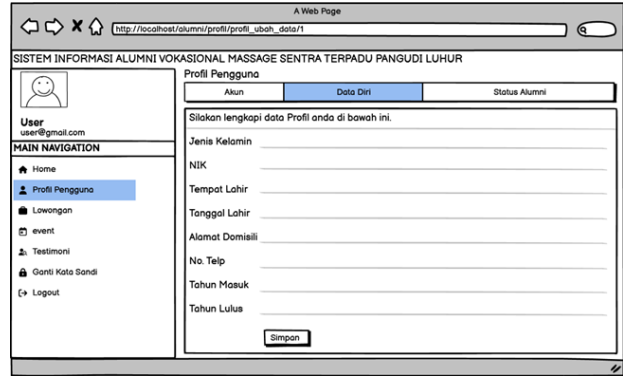 A Web Page
http://localhost/alumni/profil/profil_ubah_data/1
SISTEM INFORMASI ALUMNI VOKASIONAL MASSAGE SENTRA TERPADU PANGUDI LUHUR
User
user@gmail.com
MAIN NAVIGATION
Home
Profil Pengguna
Lowongan
event
Testimoni
Ganti Kata Sandi
Logout
Profil Pengguna
Akun
Data Diri
Status Alumni
Silakan lengkapi data Profil anda di bawah ini.
Jenis Kelamin
NIK
Tempat Lahir
Tanggal Lahir
Alamat Domisili
No. Telp
Tahun Masuk
Tahun Lulus
Simpan